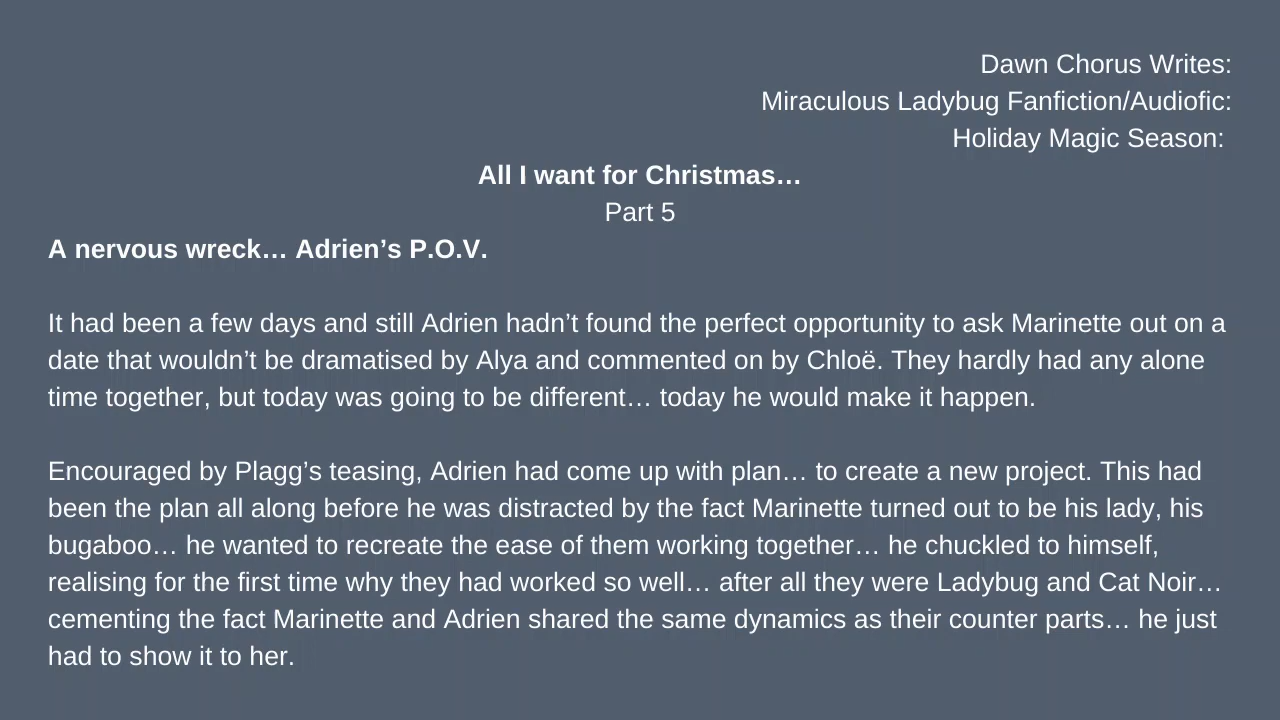 Dawn Chorus Writes:
Miraculous Ladybug Fanfiction/Audiofic:
Holiday Magic Season:
All I want for Christmas…
Part 5
A nervous wreck… Adrien’s P.O.V.
It had been a few days and still Adrien hadn’t found the perfect opportunity to ask Marinette out on a
date that wouldn’t be dramatised by Alya and commented on by Chloë. They hardly had any alone
time together, but today was going to be different… today he would make it happen.
Encouraged by Plagg’s teasing, Adrien had come up with plan… to create a new project. This had
been the plan all along before he was distracted by the fact Marinette turned out to be his lady, his
bugaboo… he wanted to recreate the ease of them working together… he chuckled to himself,
realising for the first time why they had worked so well… after all they were Ladybug and Cat Noir…
cementing the fact Marinette and Adrien shared the same dynamics as their counter parts… he just
had to show it to her.